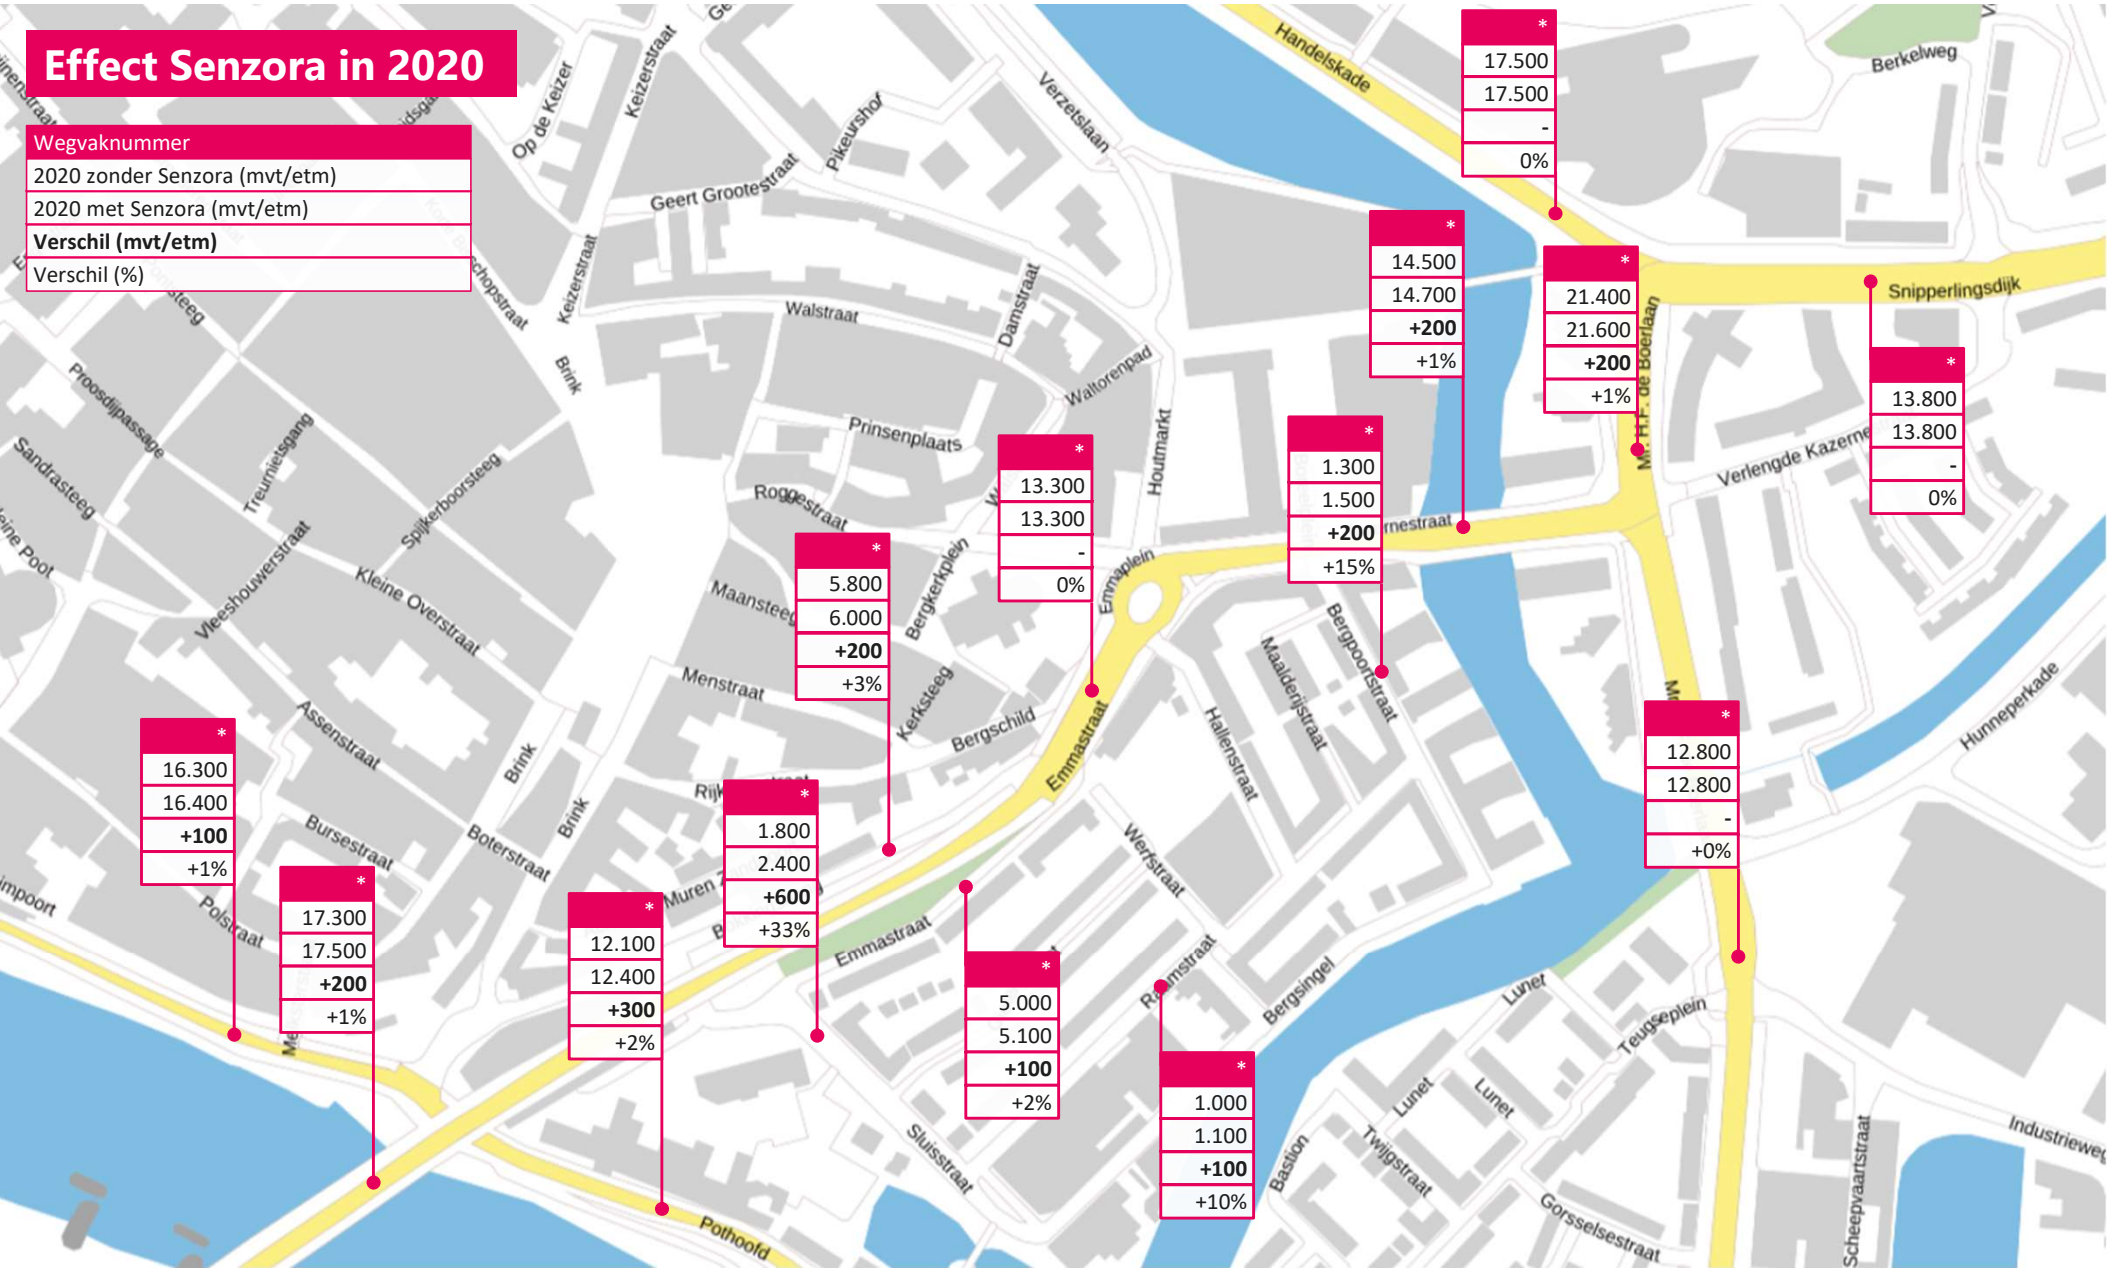 Effect Senzora in 2020
Wegvaknummer
2020 zonder Senzora (mvt/etm)
2020 met Senzora (mvt/etm)
Verschil (mvt/etm)
Verschil (%)
*
17.500
17.500
-
0%
*
14.500
14.700
+200
+1%
*
21.400
21.600
+200
+1%
*
13.800
13.800
-
0%
*
1.300
1.500
+200
+15%
*
13.300
13.300
-
0%
*
5.800
6.000
+200
+3%
*
12.800
12.800
-
+0%
*
16.300
16.400
+100
+1%
*
1.800
2.400
+600
+33%
*
17.300
17.500
+200
+1%
*
12.100
12.400
+300
+2%
*
5.000
5.100
+100
+2%
*
1.000
1.100
+100
+10%
Handelskade
Berkelweg
Snipperlingsdijk
Mr. H.F. de Boerlaan
Hunneperkade
Industrieweg
Scheepvaartstraat
Gorsselsestraat
Teugseplein
Lunet
Lunet
Lunet
Twijgstraat
Bastion
Bergsingel
Raamstraat
Werfstraat
Hallenstraat
Maalderijstraat
Bergpoortstraat
Emmaplein
Emmastraat
Emmastraat
Sluisstraat
Pothoofd
Houtmarkt
Verzetslaan
Waltorenpad
Damstraat
Walstraat
Prinsenplaats
Roggestraat
Bergkerkplein
Maansteeg
Menstraat
Kerksteeg
Bergschild
Muren
Pikeurshof
Geert Grootestraat
Keizerstraat
Keizerstraat
Op de Keizer
Brink
Brink
Brink
Proosdijpassage
Sandrasteeg
Treurnietsgang
Spijkerboorsteeg
Vleeshouwerstraat
Kleine Overstraat
Assenstraat
Bursestraat
Boterstraat
Polstraat